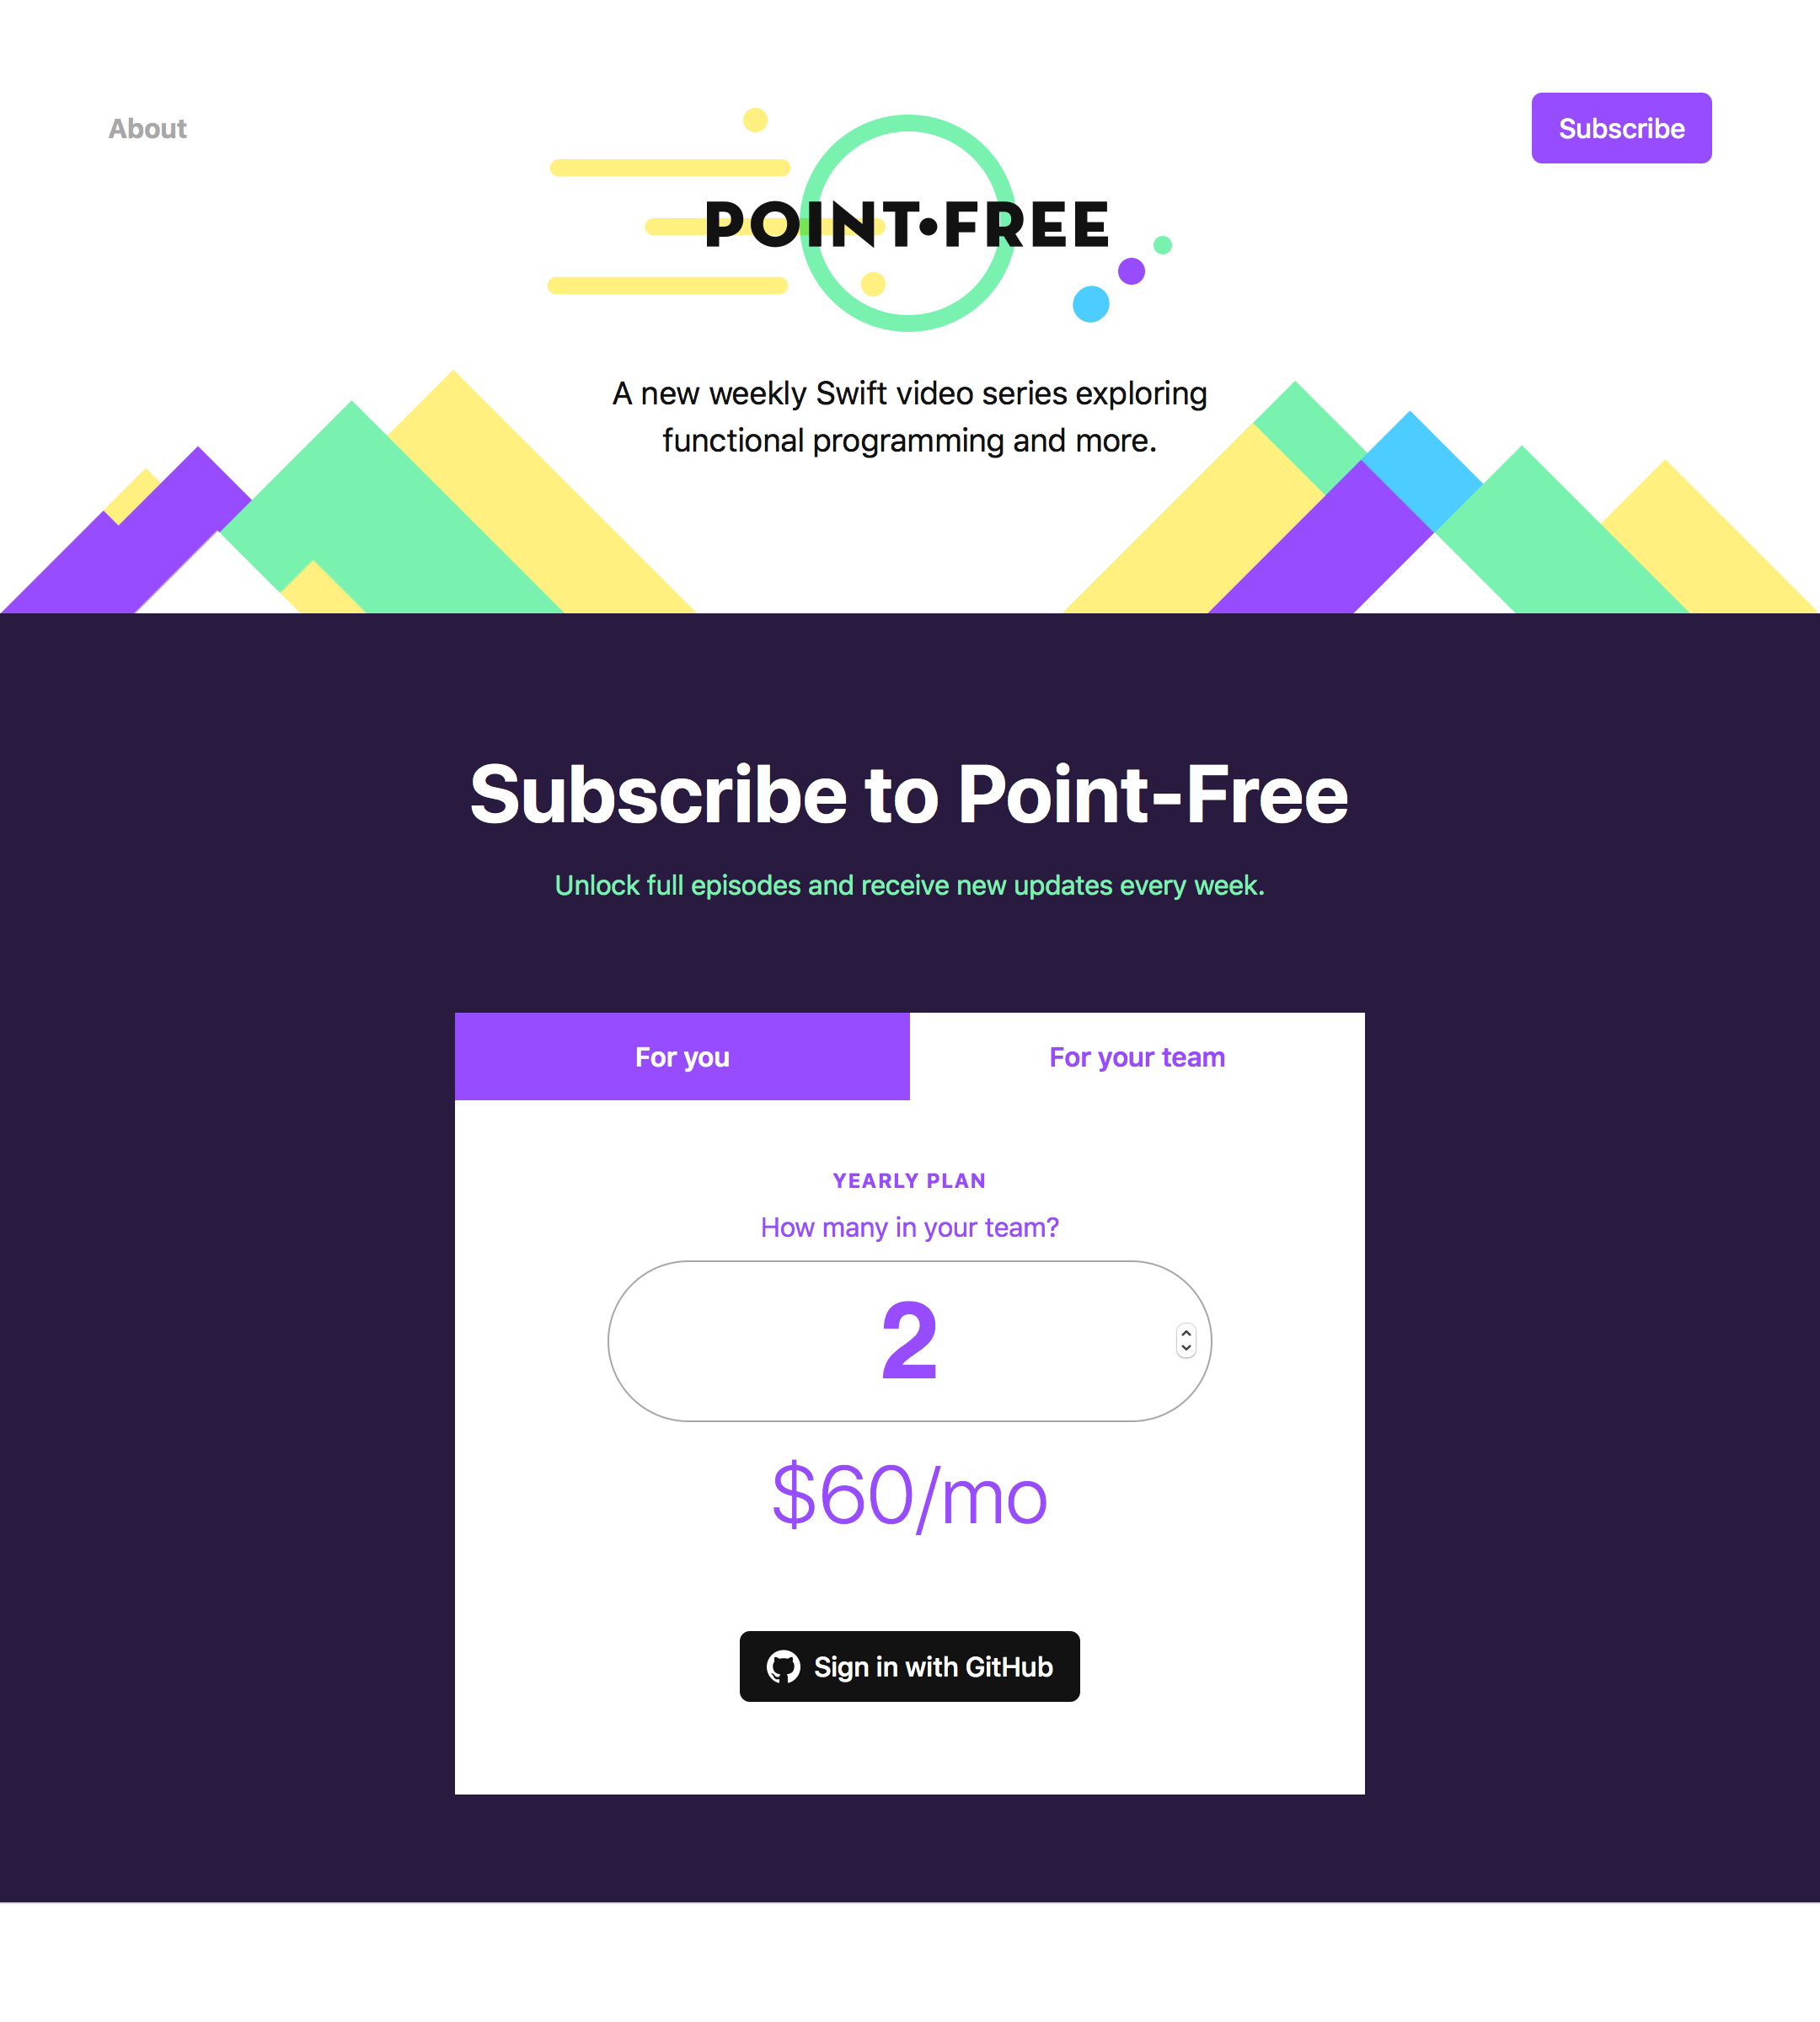 About
Subscribe
POINT•FREE
A new weekly Swift video series exploring
functional programming and more.
Subscribe to Point-Free
Unlock full episodes and receive new updates every week.
For you
For your team
YEARLY PLAN
How many in your team?
2
$60/mo
Sign in with GitHub